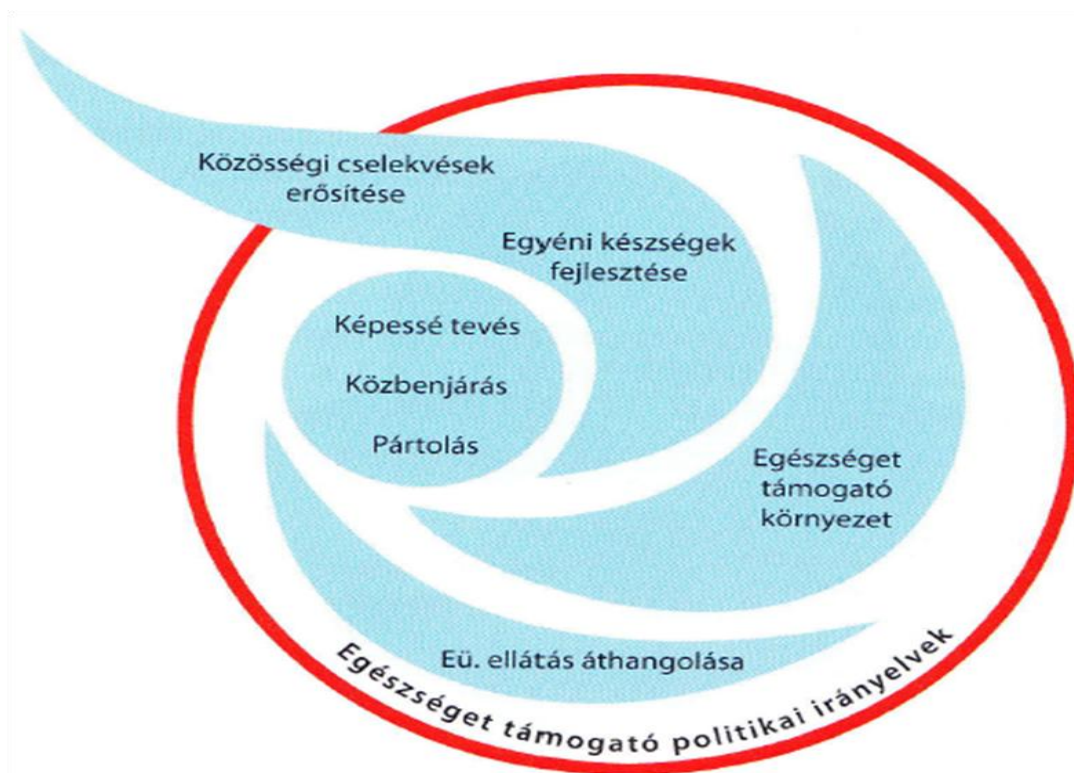 Közösségi cselekvések
erősítése
Egyéni készségek
fejlesztése
Képessé tevés
Közbenjárás
Pártolás
Egészséget
támogató
környezet
Eü. ellátás áthangolása
Egészséget támogató politikai irányelvek